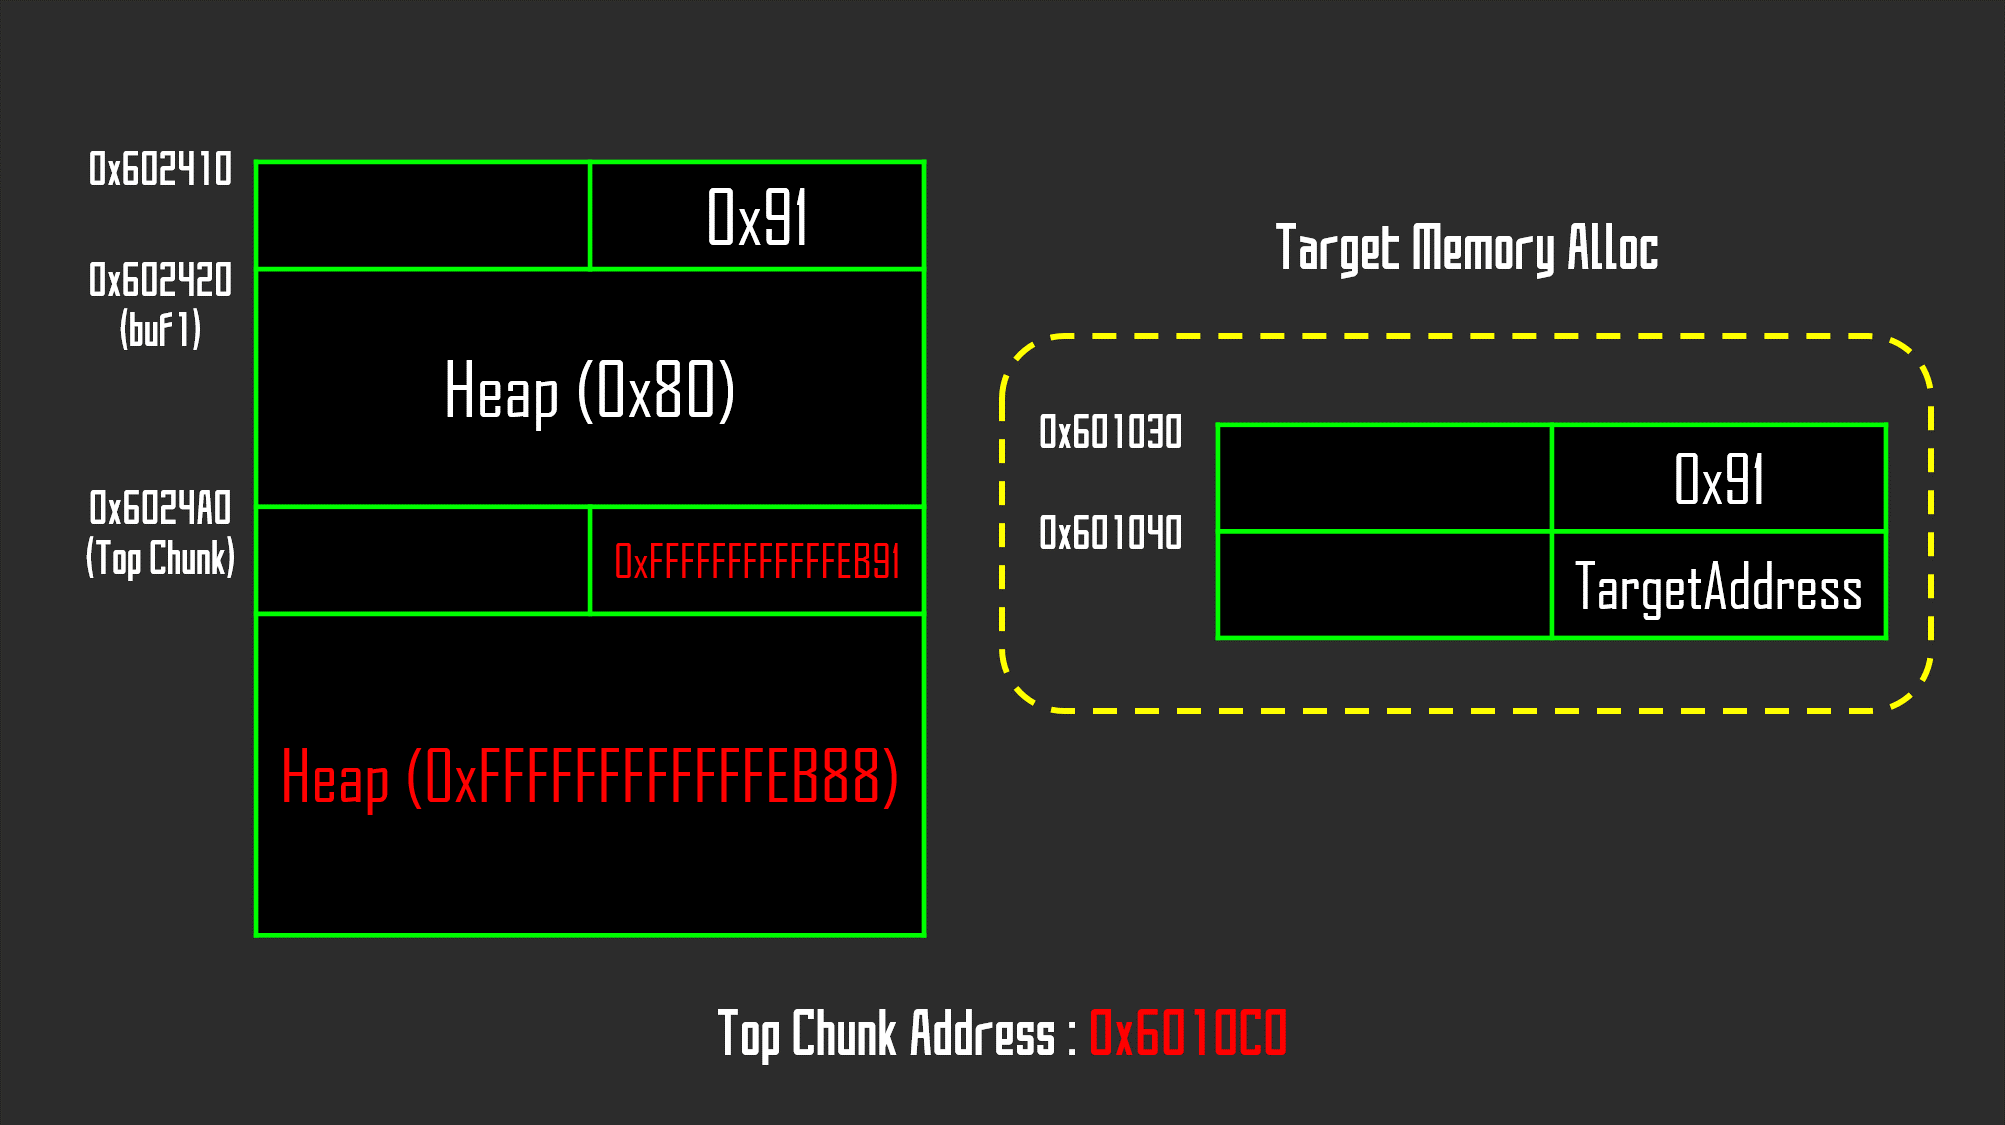 0x602410
0x91
0x602420
(buf1)
Heap (0x80)
0x6024A0
(Top Chunk)
0xFFFFFFFFFFFFEB91
Heap (0xFFFFFFFFFFFFEB88)
Target Memory Alloc
0x601030
0x91
0x601040
TargetAddress
Top Chunk Address : 0x6010C0